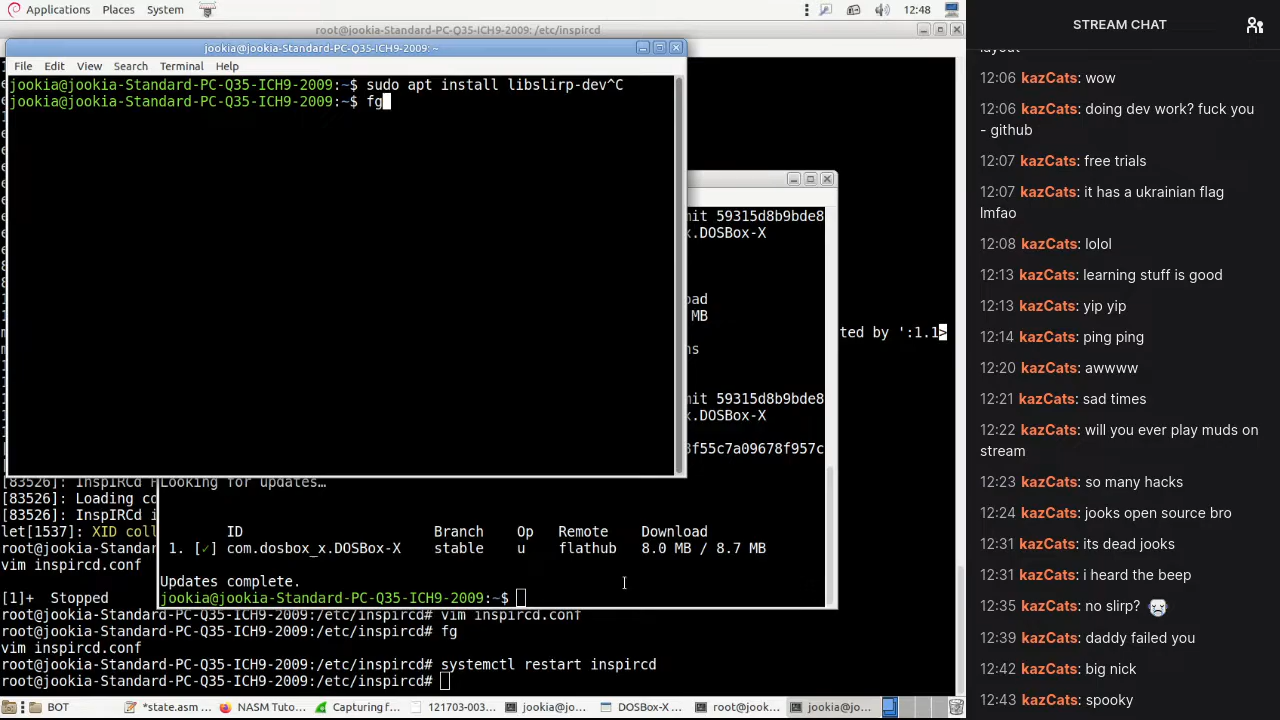 Applications Places System 12:48
root@jookia-Standard-PC-Q35-ICH9-2009: /etc/inspircd
jookia@jookia-Standard-PC-Q35-ICH9-2009: ~
File Edit View Search Terminal Help
jookia@jookia-Standard-PC-Q35-ICH9-2009:~$ sudo apt install libslirp-dev^C
jookia@jookia-Standard-PC-Q35-ICH9-2009:~$ fg
mit 59315d8b9bde8
x.DOSBox-X
oad
MB
ted by ':1.1>
ns
mit 59315d8b9bde8
x.DOSBox-X
3f55c7a09678f957c
[83526]: InspIRCd
Looking for updates…
[83526]: Loading co
[83526]: InspIRCd i
let[1537]: XID coll
ID Branch Op Remote Download
root@jookia-Standar
1. [✓] com.dosbox_x.DOSBox-X stable u flathub 8.0 MB / 8.7 MB
vim inspircd.conf
Updates complete.
[1]+ Stopped
jookia@jookia-Standard-PC-Q35-ICH9-2009:~$
root@jookia-Standard-PC-Q35-ICH9-2009:/etc/inspircd# vim inspircd.conf
root@jookia-Standard-PC-Q35-ICH9-2009:/etc/inspircd# fg
vim inspircd.conf
root@jookia-Standard-PC-Q35-ICH9-2009:/etc/inspircd# systemctl restart inspircd
root@jookia-Standard-PC-Q35-ICH9-2009:/etc/inspircd#
BOT *state.asm ... NASM Tuto... Capturing f... 121703-003... jookia@jo... DOSBox-X ... root@jook... jookia@jo...
STREAM CHAT
layout
12:06 kazCats: wow
12:06 kazCats: doing dev work? fuck you
- github
12:07 kazCats: free trials
12:07 kazCats: it has a ukrainian flag
lmfao
12:08 kazCats: lolol
12:13 kazCats: learning stuff is good
12:13 kazCats: yip yip
12:14 kazCats: ping ping
12:20 kazCats: awwww
12:21 kazCats: sad times
12:22 kazCats: will you ever play muds on
stream
12:23 kazCats: so many hacks
12:24 kazCats: jooks open source bro
12:31 kazCats: its dead jooks
12:31 kazCats: i heard the beep
12:35 kazCats: no slirp?
12:39 kazCats: daddy failed you
12:42 kazCats: big nick
12:43 kazCats: spooky